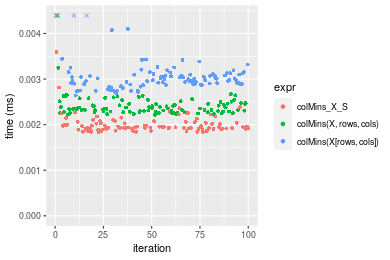 0.004
0.003
0.002
0.001
0.000
time (ms)
0
25
50
75
100
iteration
expr
colMins_X_S
colMins(X, rows, cols)
colMins(X[rows, cols])